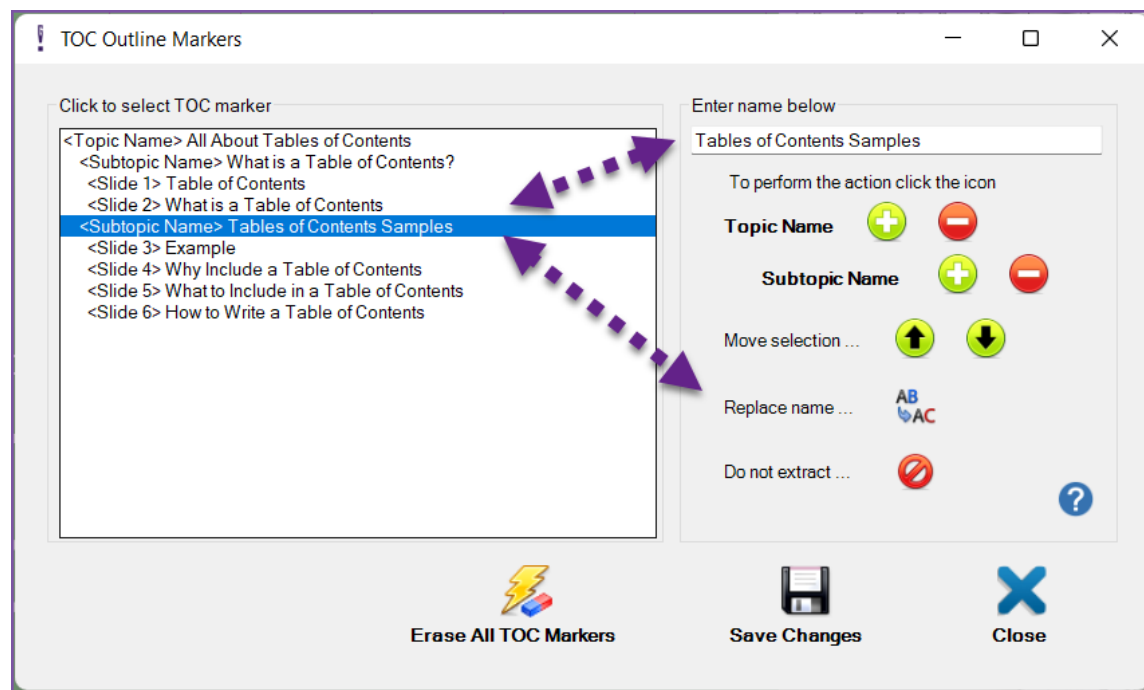 TOC Outline Markers
Click to select TOC marker
<Topic Name> All About Tables of Contents
<Subtopic Name> What is a Table of Contents?
<Slide 1> Table of Contents
<Slide 2> What is a Table of Contents
<Subtopic Name> Tables of Contents Samples
<Slide 3> Example
<Slide 4> Why Include a Table of Contents
<Slide 5> What to Include in a Table of Contents
<Slide 6> How to Write a Table of Contents
Enter name below
Tables of Contents Samples
To perform the action click the icon
Topic Name
Subtopic Name
Move selection ...
Replace name ...
AB
AC
Do not extract ...
?
Erase All TOC Markers
Save Changes
Close